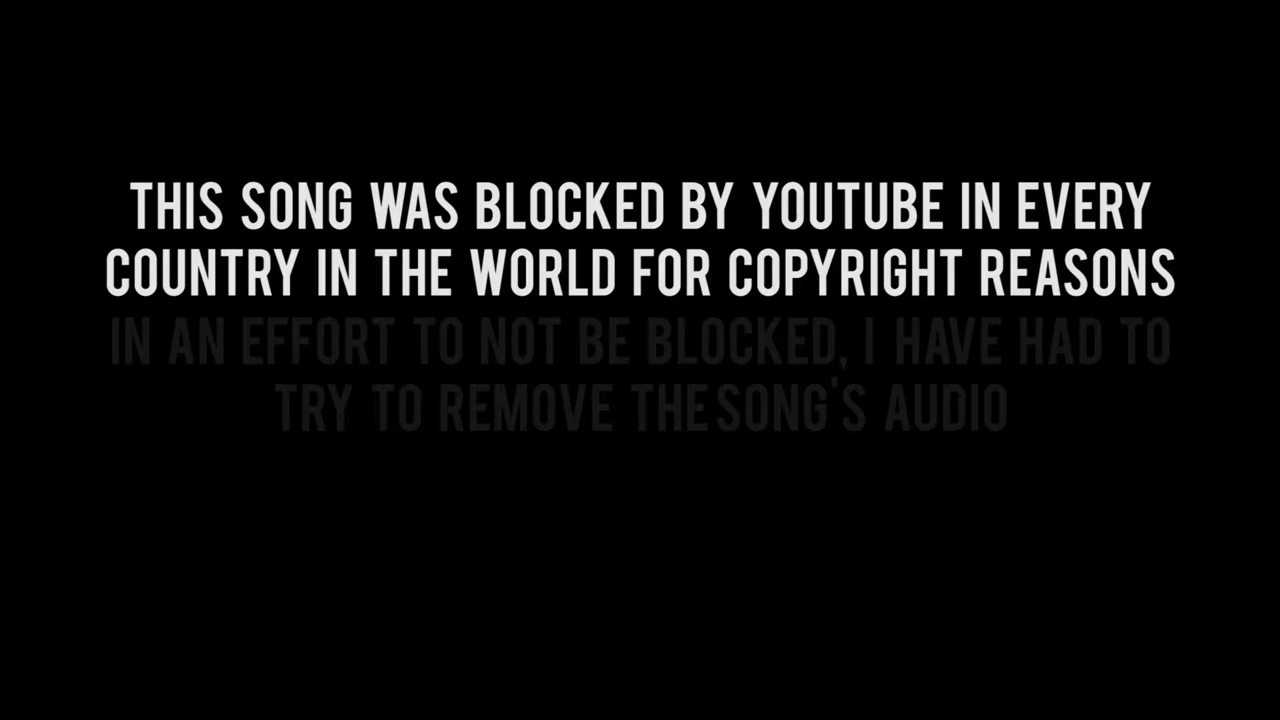 THIS SONG WAS BLOCKED BY YOUTUBE IN EVERY
COUNTRY IN THE WORLD FOR COPYRIGHT REASONS
IN AN EFFORT TO NOT BE BLOCKED, I HAVE HAD TO
TRY TO REMOVE THE SONG'S AUDIO